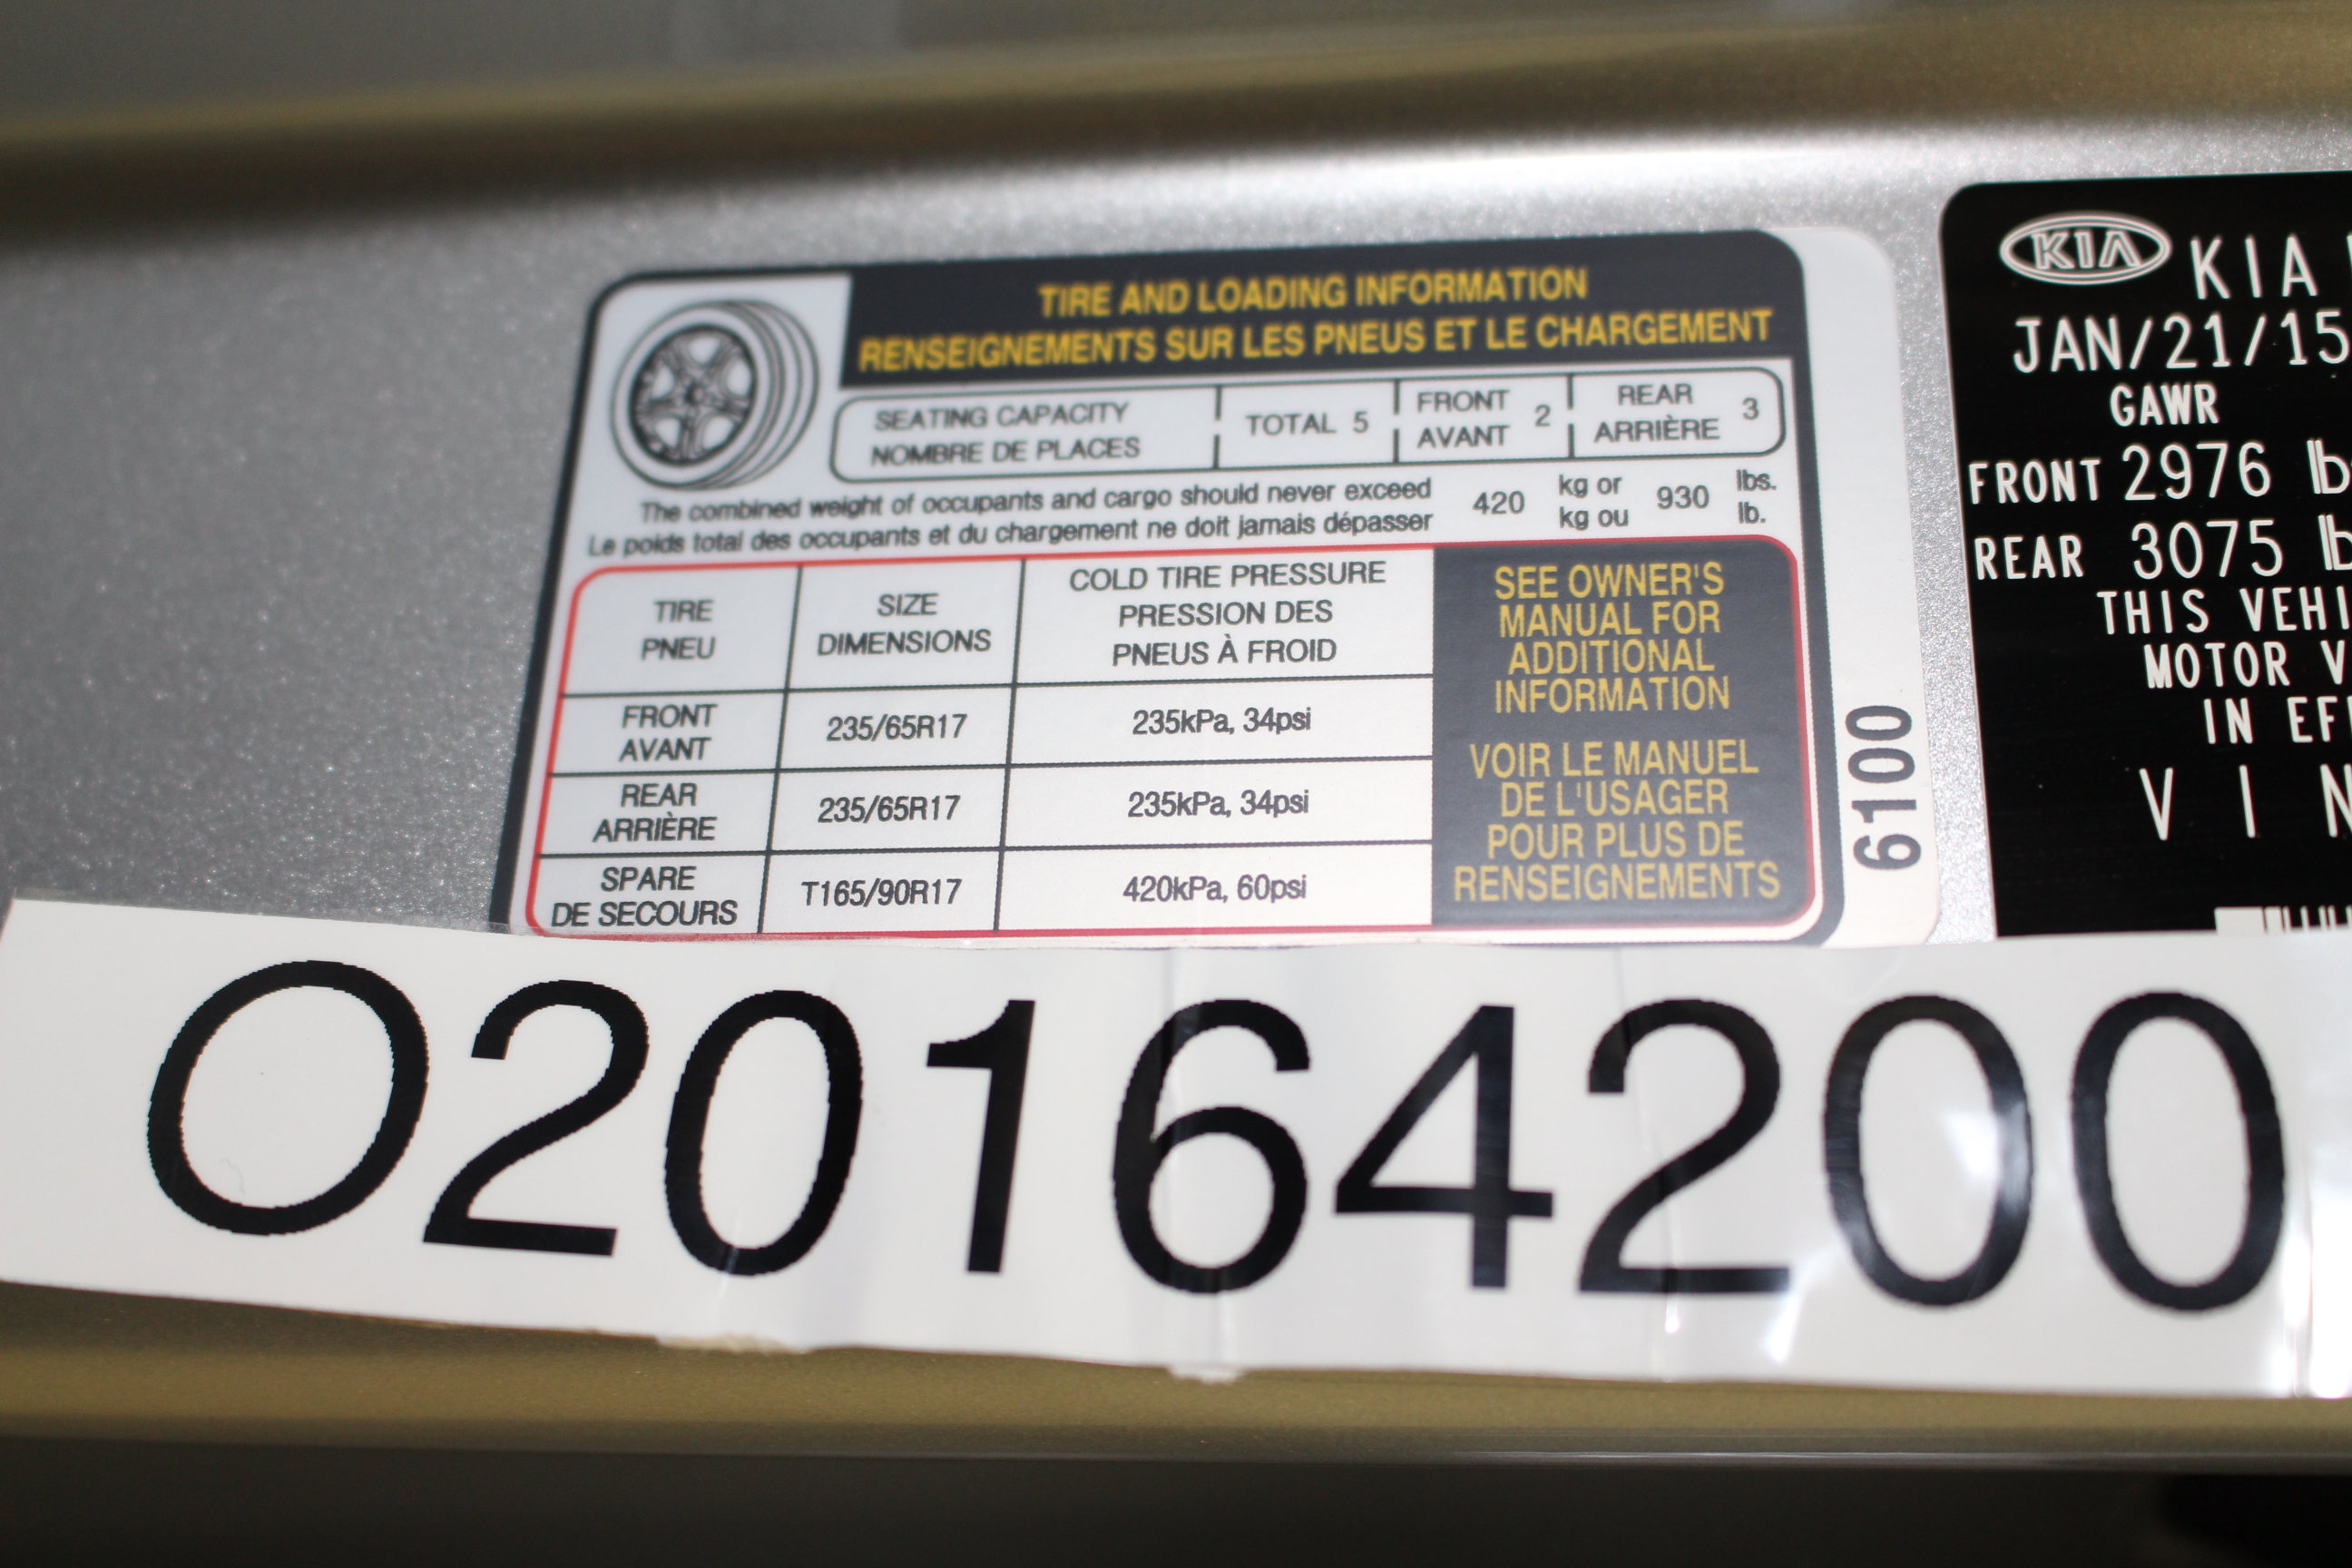 TIRE AND LOADING INFORMATION
RENSEIGNEMENTS SUR LES PNEUS ET LE CHARGEMENT
SEATING CAPACITY
NOMBRE DE PLACES
TOTAL 5
FRONT
AVANT
2
REAR
ARRIÈRE
3
The combined weight of occupants and cargo should never exceed
Le poids total des occupants et du chargement ne doit jamais dépasser
420
kg or
kg ou
930
lbs.
lb.
TIRE
PNEU
SIZE
DIMENSIONS
COLD TIRE PRESSURE
PRESSION DES
PNEUS À FROID
FRONT
AVANT
235/65R17
235kPa, 34psi
REAR
ARRIÈRE
235/65R17
235kPa, 34psi
SPARE
DE SECOURS
T165/90R17
420kPa, 60psi
SEE OWNER'S
MANUAL FOR
ADDITIONAL
INFORMATION
VOIR LE MANUEL
DE L'USAGER
POUR PLUS DE
RENSEIGNEMENTS
6100
KIA KIA
JAN/21/15
GAWR
FRONT 2976 lb
REAR 3075 lb
THIS VEHI
MOTOR V
IN EF
VIN
O20164200